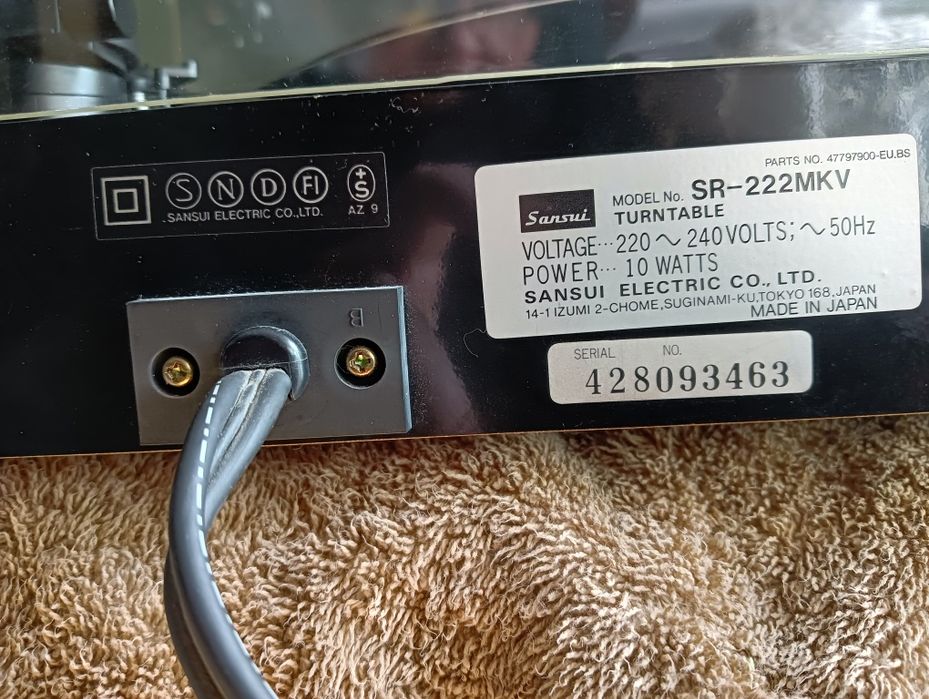 S N D FI +S
SANSUI ELECTRIC CO.,LTD. AZ 9
B
PARTS NO. 47797900-EU.BS
Sansui MODEL No. SR-222MKV
TURNTABLE
VOLTAGE… 220～240VOLTS; ～50Hz
POWER… 10 WATTS
SANSUI ELECTRIC CO., LTD.
14-1 IZUMI 2-CHOME, SUGINAMI-KU, TOKYO 168, JAPAN
MADE IN JAPAN
SERIAL NO.
428093463